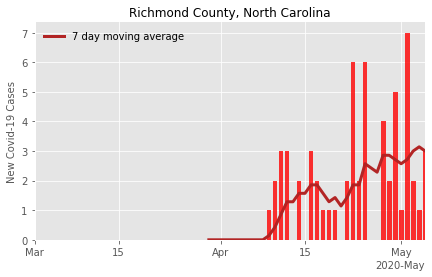 Richmond County, North Carolina
7 day moving average
New Covid-19 Cases
7
6
5
4
3
2
1
0
Mar 15 Apr 15 May
2020-May